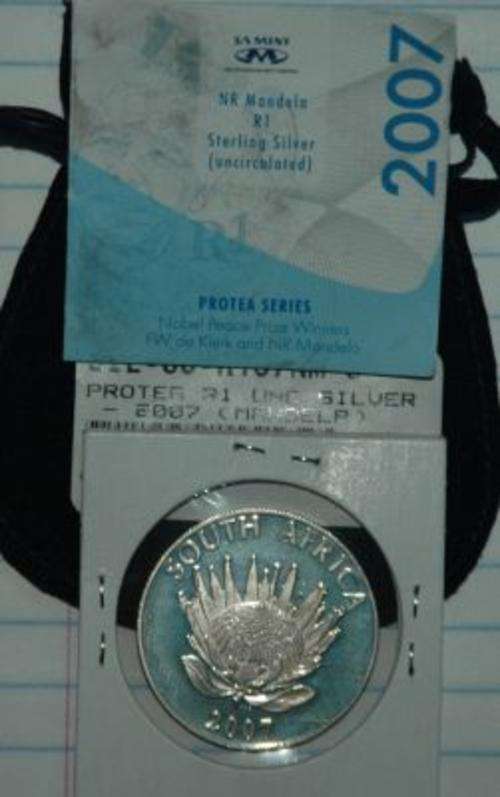 SA MINT
NR Mandela
R1
Sterling Silver
(uncirculated)
2007
R1
PROTEA SERIES
Nobel Peace Prize Winners
FW de Klerk and NR Mandela
PROTEA R1 UNC SILVER
- 2007 (MANDELA)
SOUTH AFRICA
2007